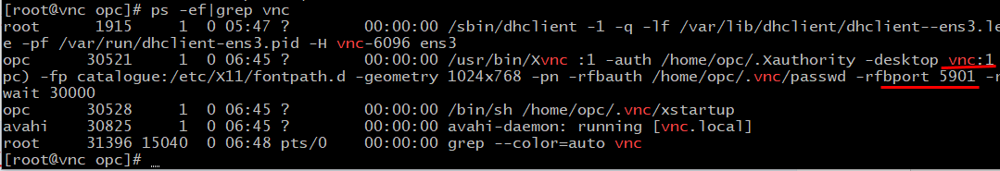 [root@vnc opc]# ps -ef|grep vnc
root      1915     1  0 05:47 ?        00:00:00 /sbin/dhclient -1 -q -lf /var/lib/dhclient/dhclient--ens3.le
e -pf /var/run/dhclient-ens3.pid -H vnc-6096 ens3
opc      30521     1  0 06:45 ?        00:00:00 /usr/bin/Xvnc :1 -auth /home/opc/.Xauthority -desktop vnc:1
pc) -fp catalogue:/etc/X11/fontpath.d -geometry 1024x768 -pn -rfbauth /home/opc/.vnc/passwd -rfbport 5901 -r
wait 30000
opc      30528     1  0 06:45 ?        00:00:00 /bin/sh /home/opc/.vnc/xstartup
avahi    30825     1  0 06:45 ?        00:00:00 avahi-daemon: running [vnc.local]
root     31396 15040  0 06:48 pts/0    00:00:00 grep --color=auto vnc
[root@vnc opc]#